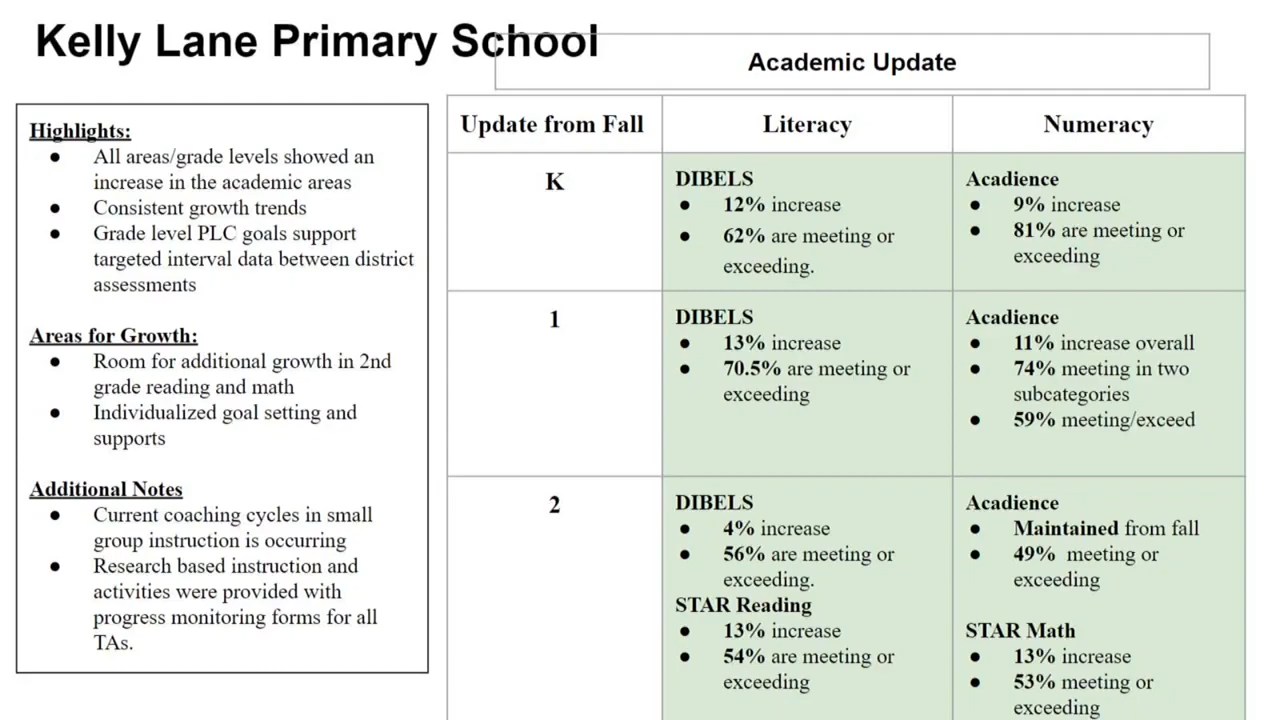 Kelly Lane Primary School
Academic Update
Highlights:
● All areas/grade levels showed an
increase in the academic areas
● Consistent growth trends
● Grade level PLC goals support
targeted interval data between district
assessments
Areas for Growth:
● Room for additional growth in 2nd
grade reading and math
● Individualized goal setting and
supports
Additional Notes
● Current coaching cycles in small
group instruction is occurring
● Research based instruction and
activities were provided with
progress monitoring forms for all
TAs.
Update from Fall
Literacy
Numeracy
K
DIBELS
● 12% increase
● 62% are meeting or
exceeding.
Acadience
● 9% increase
● 81% are meeting or
exceeding
1
DIBELS
● 13% increase
● 70.5% are meeting or
exceeding
Acadience
● 11% increase overall
● 74% meeting in two
subcategories
● 59% meeting/exceed
2
DIBELS
● 4% increase
● 56% are meeting or
exceeding.
STAR Reading
● 13% increase
● 54% are meeting or
exceeding
Acadience
● Maintained from fall
● 49% meeting or
exceeding
STAR Math
● 13% increase
● 53% meeting or
exceeding